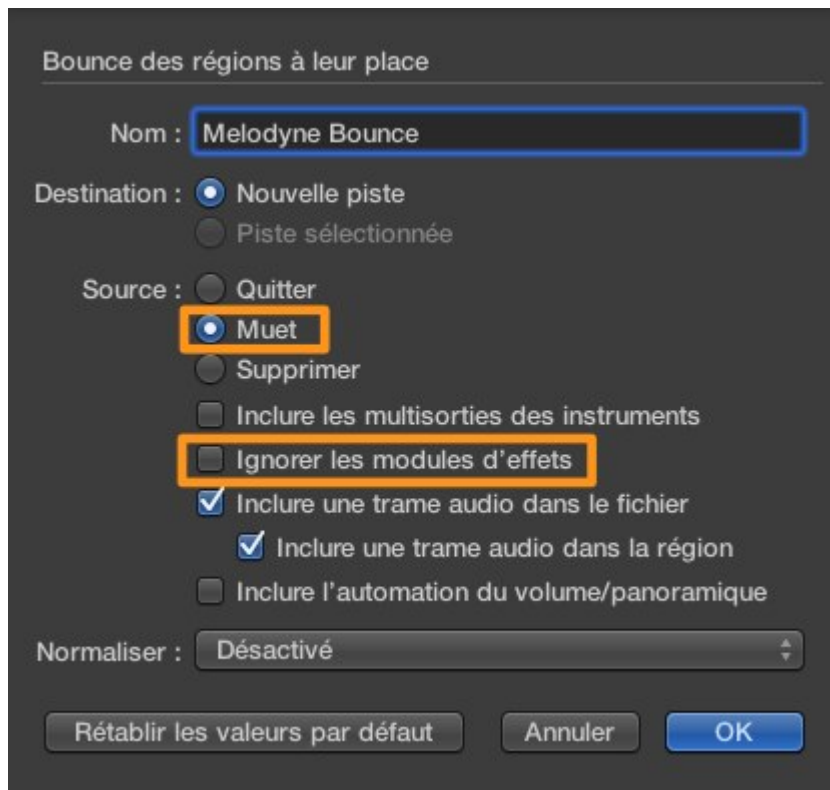 Bounce des régions à leur place
Nom : Melodyne Bounce
Destination : Nouvelle piste
Piste sélectionnée
Source : Quitter
Muet
Supprimer
Inclure les multisorties des instruments
Ignorer les modules d'effets
Inclure une trame audio dans le fichier
Inclure une trame audio dans la région
Inclure l'automation du volume/panoramique
Normaliser : Désactivé
Rétablir les valeurs par défaut Annuler OK